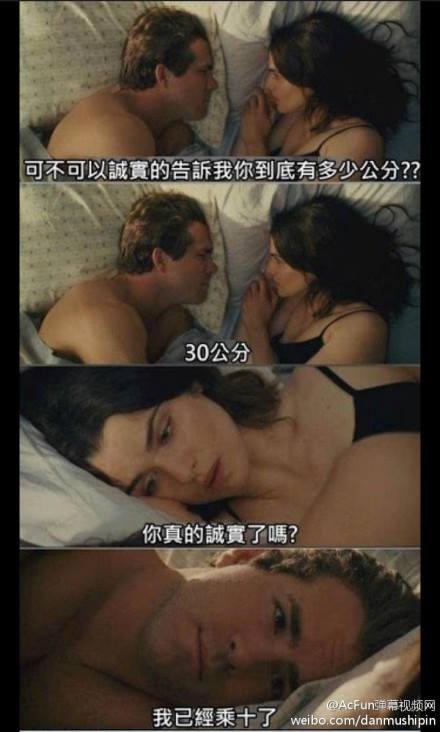 可不可以誠實的告訴我你到底有多少公分??
30公分
你真的誠實了嗎?
我已經乘十了
@AcFun弹幕视频网
weibo.com/danmushipin